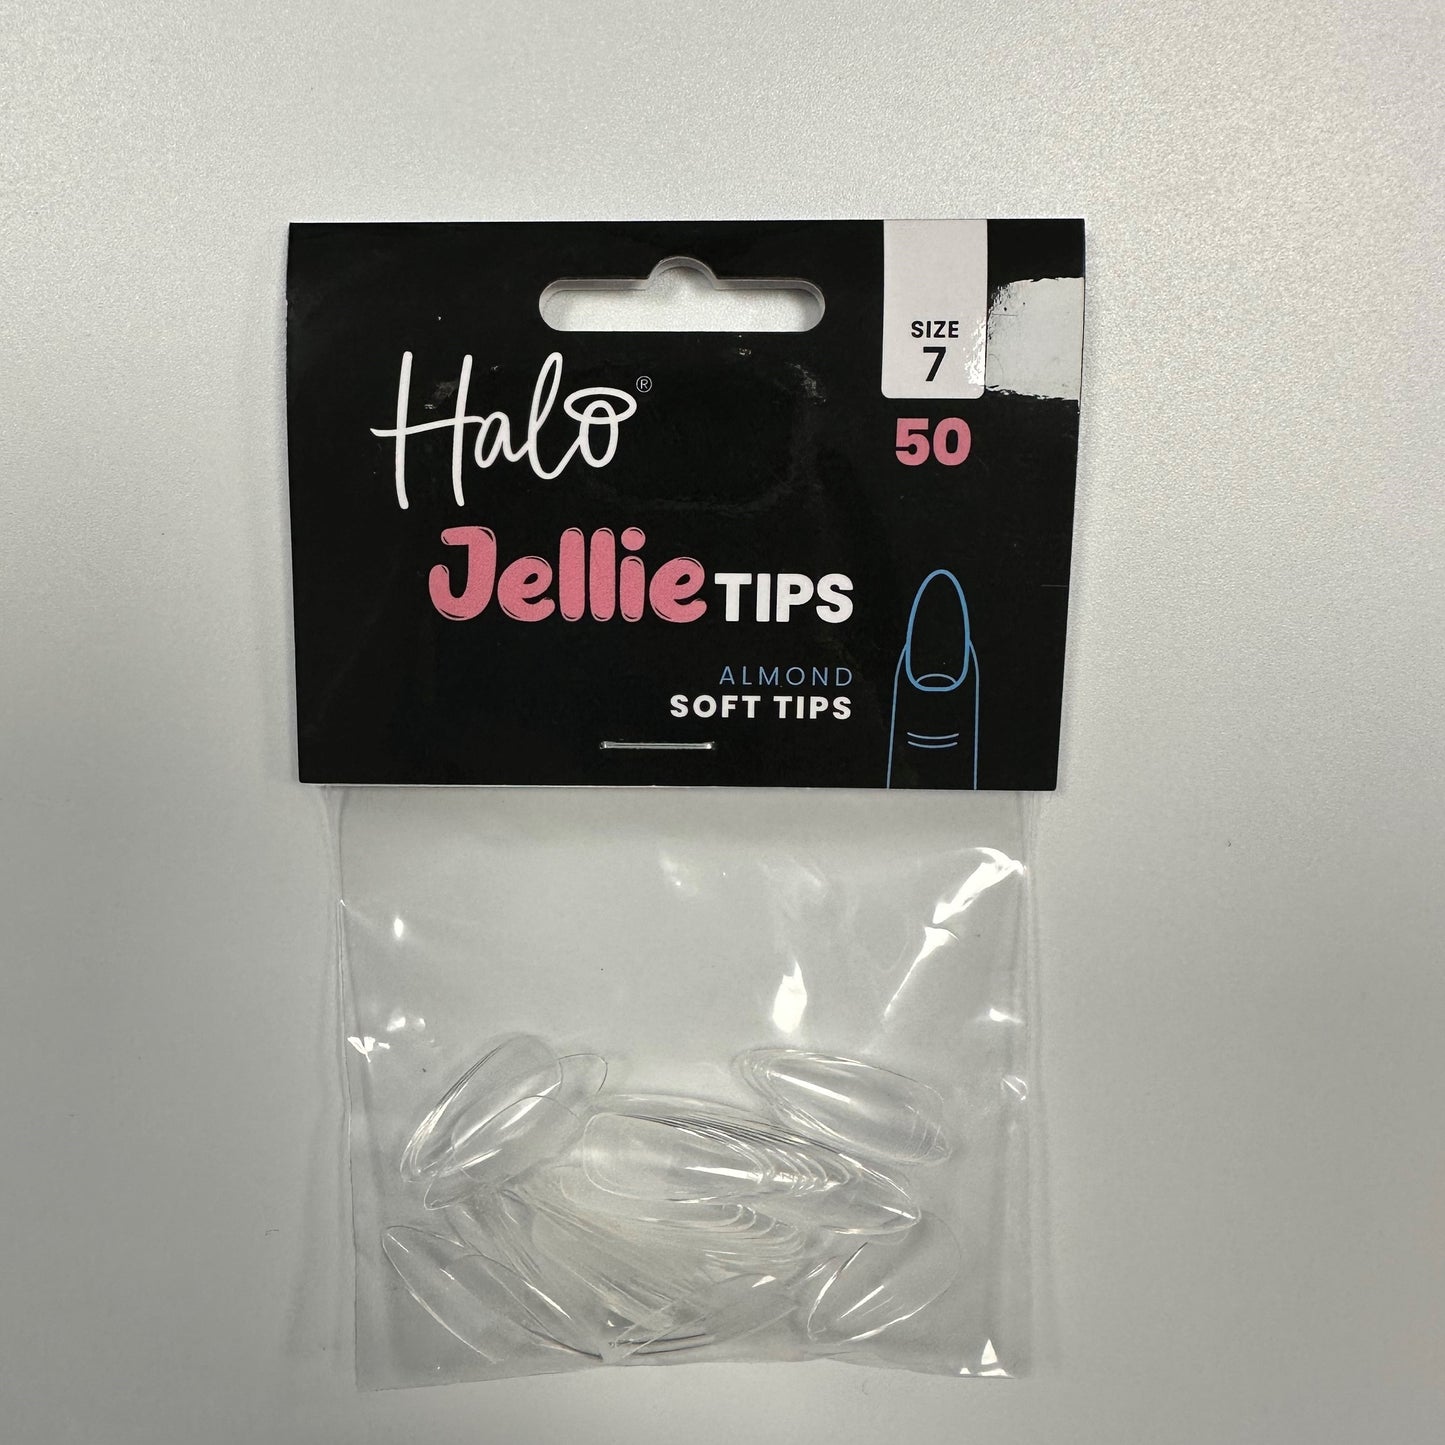 SIZE
7
50
Halo®
Jellie TIPS
ALMOND
SOFT TIPS